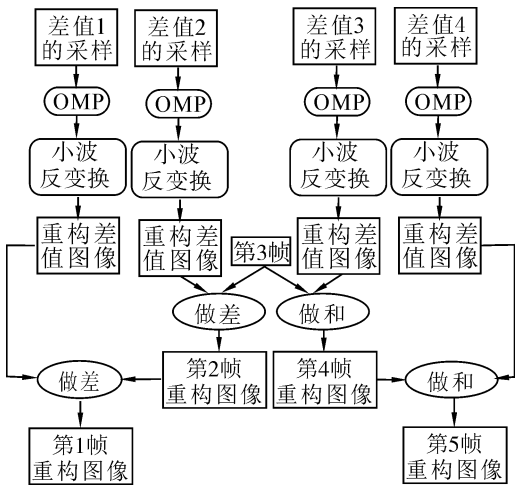 差值1
的采样
差值2
的采样
差值3
的采样
差值4
的采样
OMP
OMP
OMP
OMP
小波
反变换
小波
反变换
小波
反变换
小波
反变换
重构差
值图像
重构差
值图像
第3帧
重构差
值图像
重构差
值图像
做差
做和
做差
第2帧
重构图像
第4帧
重构图像
做和
第1帧
重构图像
第5帧
重构图像